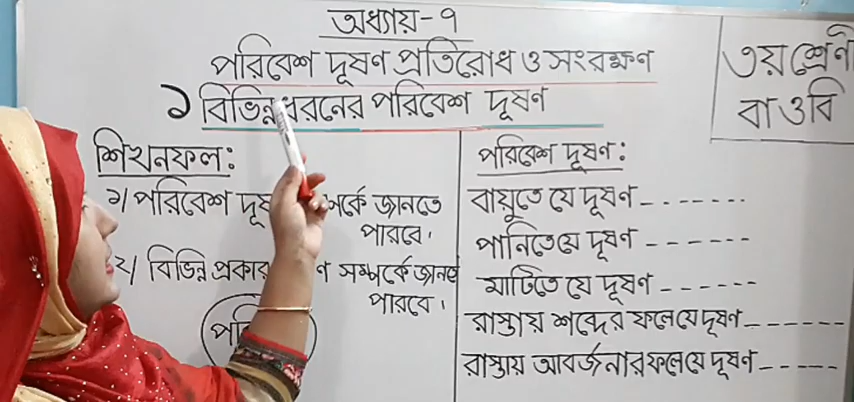 অধ্যায়-৭
পরিবেশ দূষণ প্রতিরোধ ও সংরক্ষণ
৩য় শ্রেণী
বাওবি
১ বিভিন্ন ধরনের পরিবেশ দূষণ
শিখনফল:
১/ পরিবেশ দূষ র্কে জানতে
পারবে।
২/ বিভিন্ন প্রকার ণ সম্পর্কে জানতে
পারবে।
পরি
পরিবেশ দূষণ:
বায়ুতে যে দূষণ -------
পানিতে যে দূষণ ------
মাটিতে যে দূষণ ------
রাস্তায় শব্দের ফলে যে দূষণ ------
রাস্তায় আবর্জনার ফলে যে দূষণ -----